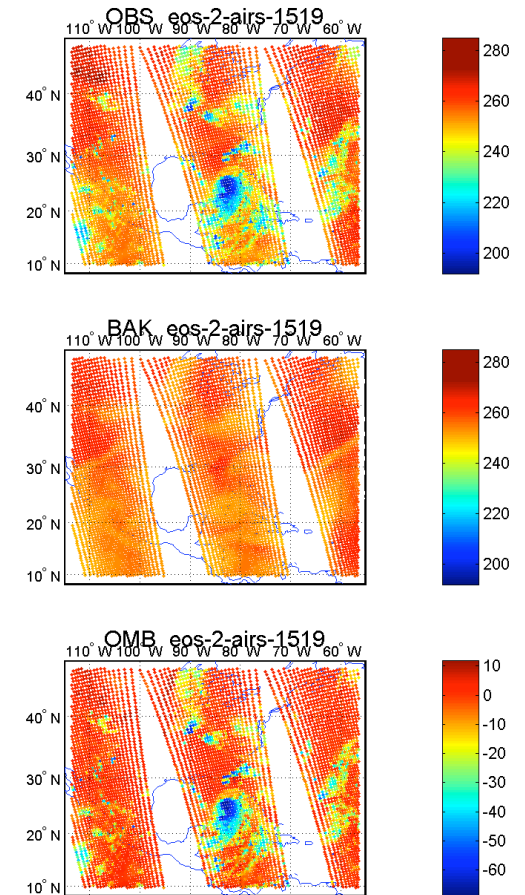 OBS eos-2-airs-1519
110° W 100° W 90° W 80° W 70° W 60° W
40° N
30° N
20° N
10° N
280
260
240
220
200
BAK eos-2-airs-1519
110° W 100° W 90° W 80° W 70° W 60° W
40° N
30° N
20° N
10° N
280
260
240
220
200
OMB eos-2-airs-1519
110° W 100° W 90° W 80° W 70° W 60° W
40° N
30° N
20° N
10° N
10
0
-10
-20
-30
-40
-50
-60